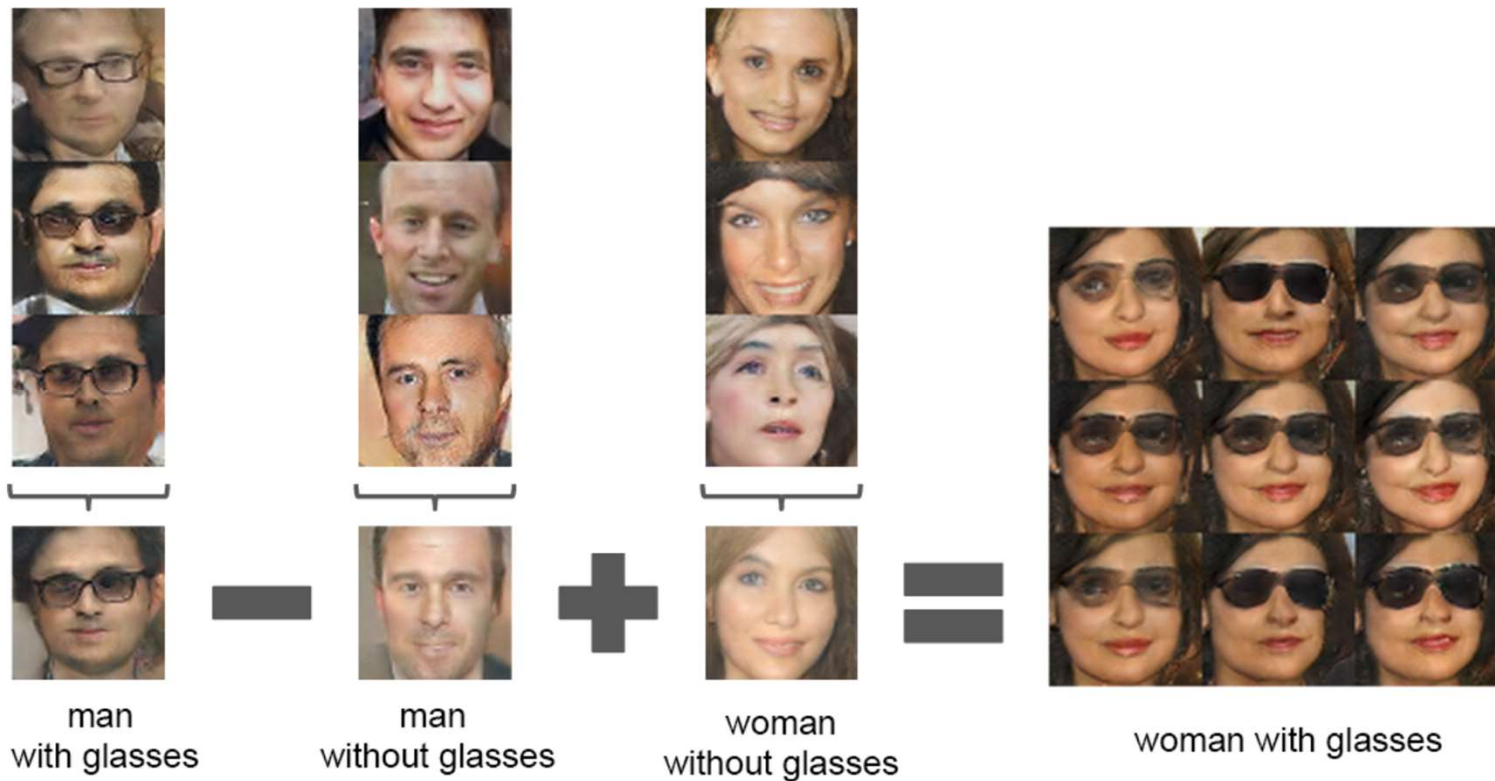 man
with glasses
man
without glasses
woman
without glasses
woman with glasses